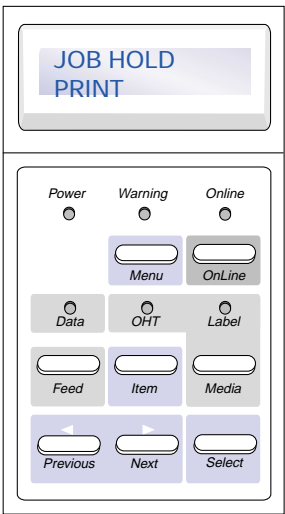 JOB HOLD
PRINT
Power Warning Online
Menu OnLine
Data OHT Label
Feed Item Media
Previous Next Select